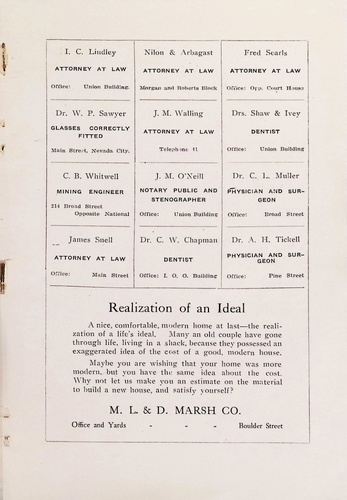 I. C. Lindley
ATTORNEY AT LAW
Office: Union Building.
Nilon & Arbagast
ATTORNEY AT LAW
Morgan and Roberts Block
Fred Searls
ATTORNEY AT LAW
Office: Opp. Court House
Dr. W. P. Sawyer
GLASSES CORRECTLY
FITTED
Main Street, Nevada City.
J. M. Walling
ATTORNEY AT LAW
Telephone 41
Drs. Shaw & Ivey
DENTIST
Office: Union Building
C. B. Whitwell
MINING ENGINEER
214 Broad Street
Opposite National
J. M. O'Neill
NOTARY PUBLIC AND
STENOGRAPHER
Office: Union Building
Dr. C. L. Muller
PHYSICIAN AND SUR-
GEON
Office: Broad Street
James Snell
ATTORNEY AT LAW
Office: Main Street
Dr. C. W. Chapman
DENTIST
Office: I. O. O. Building
Dr. A. H. Tickell
PHYSICIAN AND SUR-
GEON
Office: Pine Street
Realization of an Ideal
A nice, comfortable, modern home at last—the reali-
zation of a life's ideal. Many an old couple have gone
through life, living in a shack, because they possessed an
exaggerated idea of the cost of a good, modern house.
Maybe you are wishing that your home was more
modern, but you have the same idea about the cost.
Why not let us make you an estimate on the material
to build a new house, and satisfy yourself?
M. L. & D. MARSH CO.
Office and Yards - - - Boulder Street